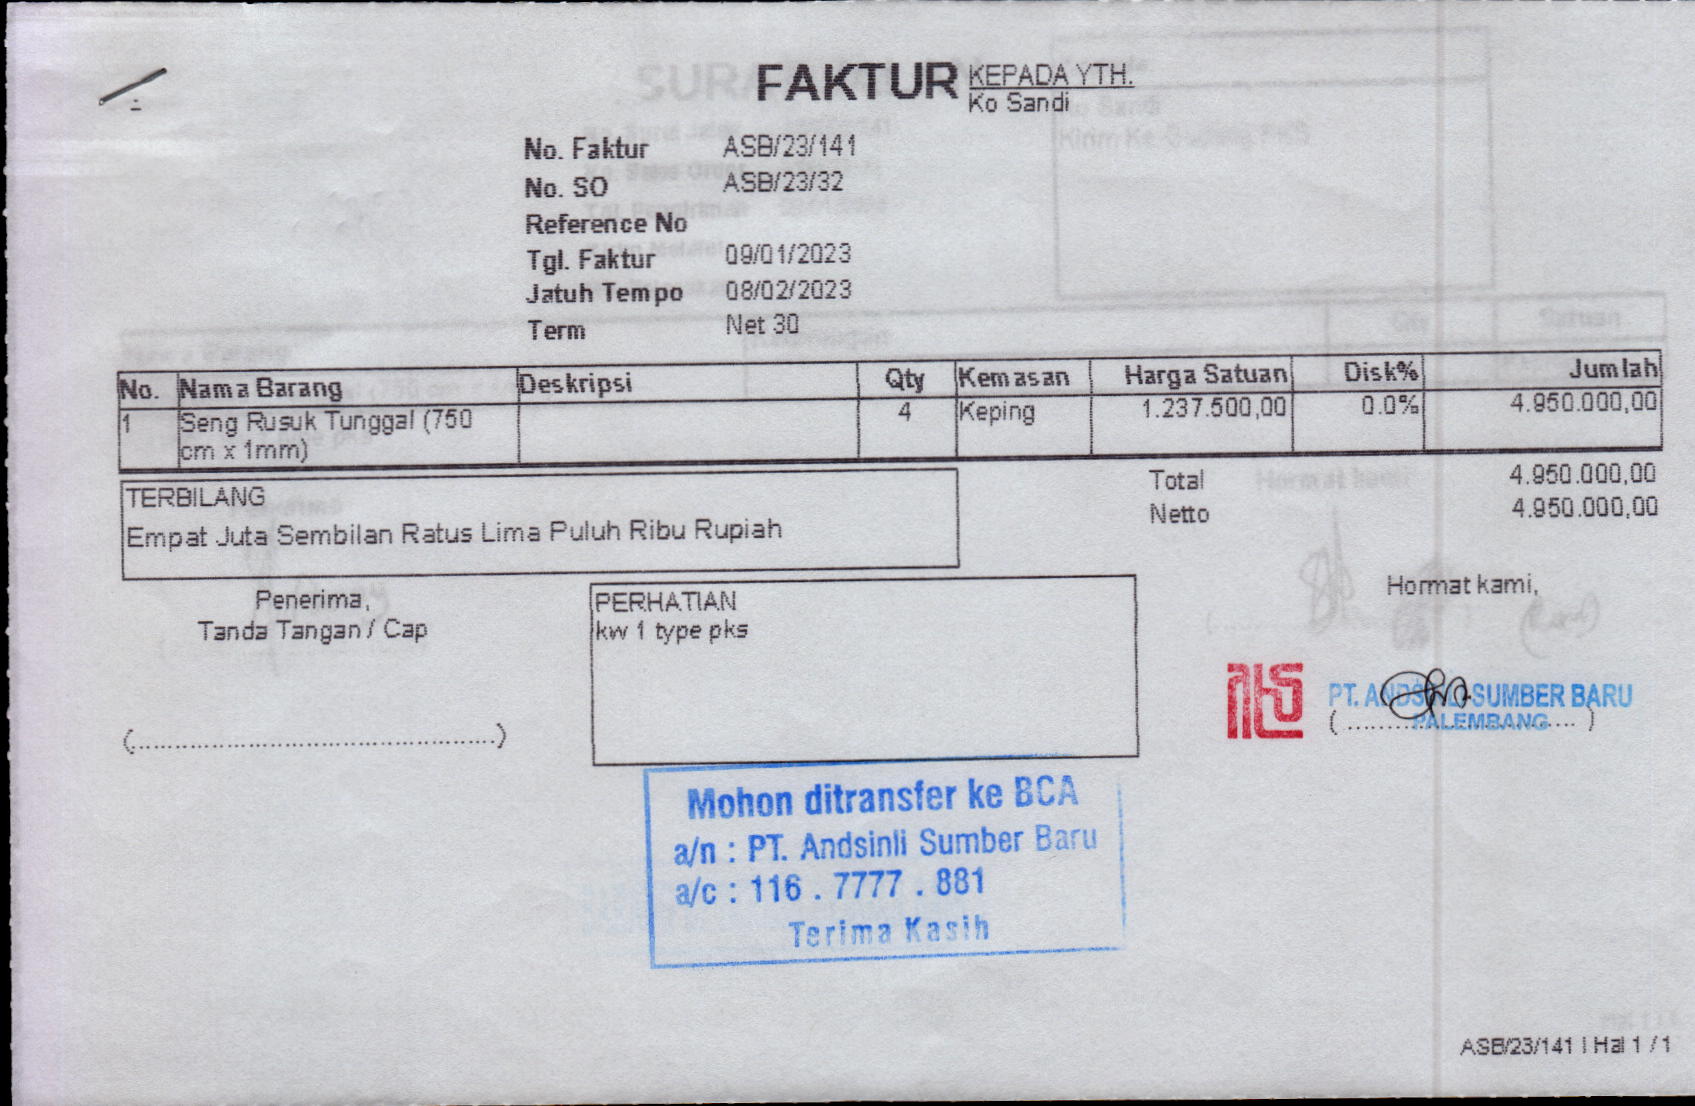 FAKTUR
KEPADA YTH.
Ko Sandi
No. Faktur ASB/23/141
No. SO ASB/23/32
Reference No
Tgl. Faktur 09/01/2023
Jatuh Tempo 08/02/2023
Term Net 30
No. Nama Barang Deskripsi Qty Kemasan Harga Satuan Disk% Jumlah
1 Seng Rusuk Tunggal (750 4 Keping 1.237.500,00 0.0% 4.950.000,00
cm x 1mm)
Total 4.950.000,00
Netto 4.950.000,00
TERBILANG
Empat Juta Sembilan Ratus Lima Puluh Ribu Rupiah
Penerima,
Tanda Tangan / Cap
(................................................)
PERHATIAN
kw 1 type pks
Hormat kami,
PT. ANDSINLI SUMBER BARU
PALEMBANG
Mohon ditransfer ke BCA
a/n : PT. Andsinli Sumber Baru
a/c : 116 . 7777 . 881
Terima Kasih
ASB/23/141 | Hal 1 / 1